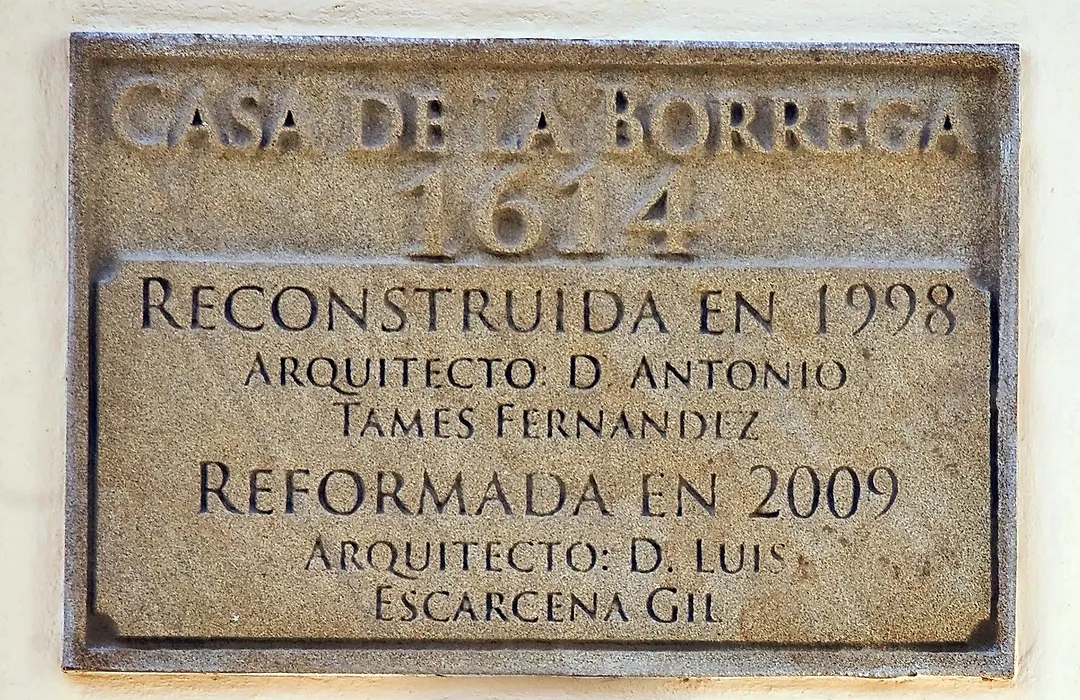 CASA DE LA BORREGA
1614
RECONSTRUIDA EN 1998
ARQUITECTO: D. ANTONIO
TAMES FERNANDEZ
REFORMADA EN 2009
ARQUITECTO: D. LUIS
ESCARCENA GIL